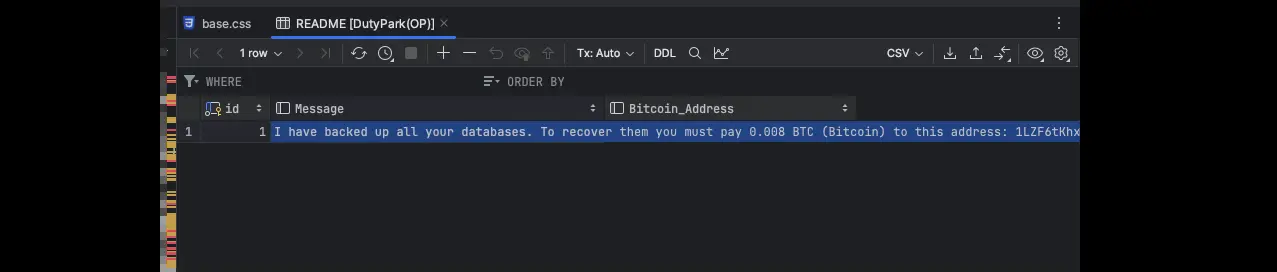 base.css README [DutyPark(OP)]
1 row Tx: Auto DDL CSV
WHERE ORDER BY
id Message Bitcoin_Address
1 1 I have backed up all your databases. To recover them you must pay 0.008 BTC (Bitcoin) to this address: 1LZF6tKhx